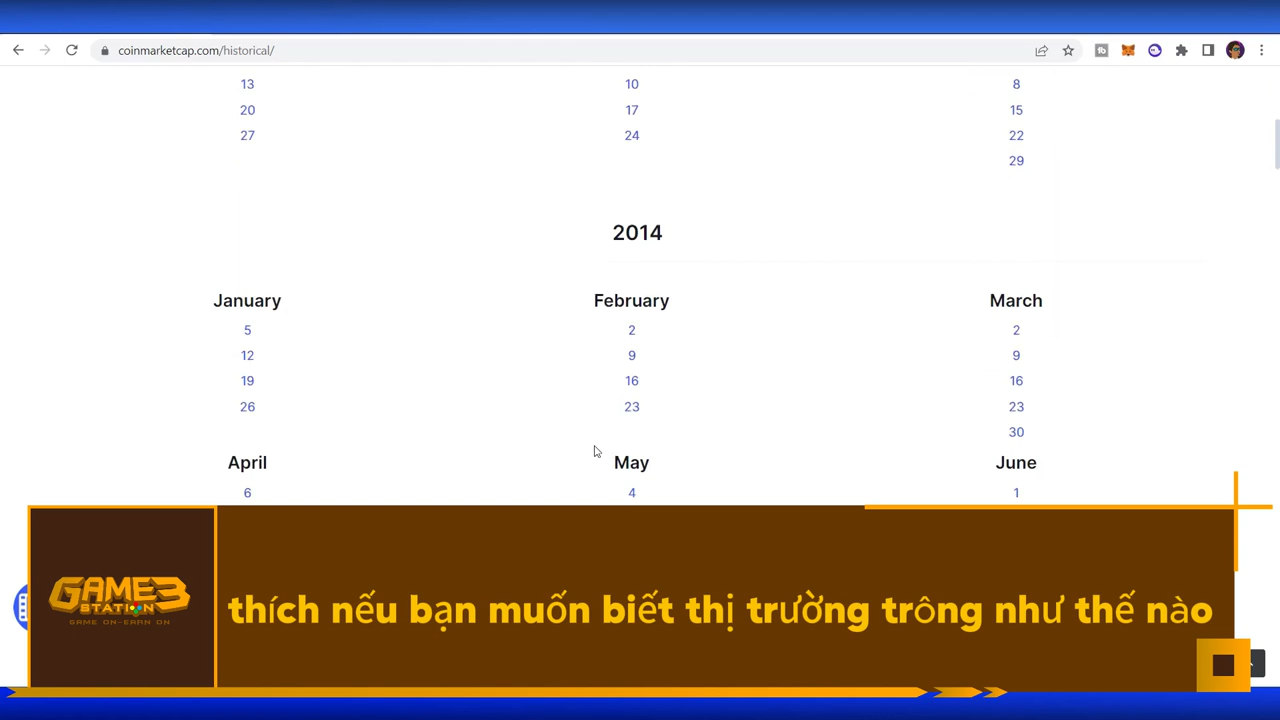 coinmarketcap.com/historical/
13 10 8
20 17 15
27 24 22
29
2014
January February March
5 2 2
12 9 9
19 16 16
26 23 23
30
April May June
6 4 1
GAME3
STATION
GAME ON-EARN ON
thích nếu bạn muốn biết thị trường trông như thế nào